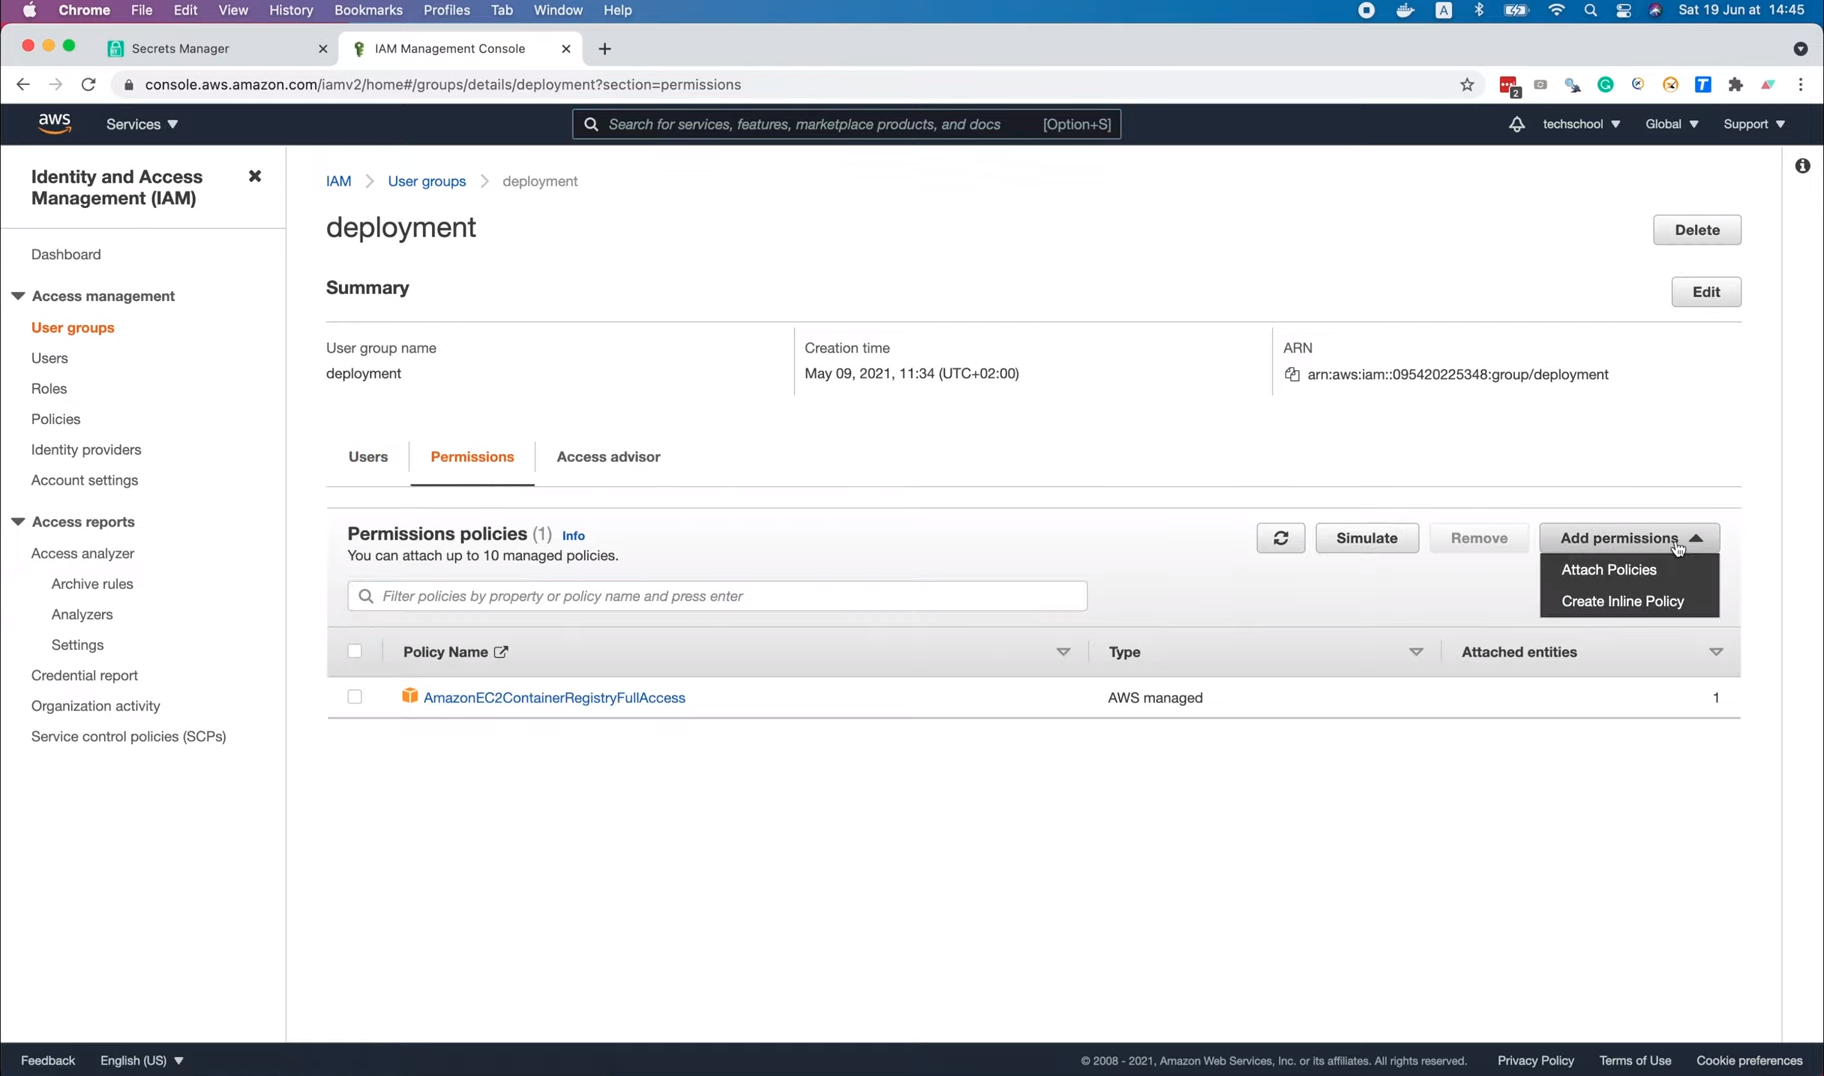 Chrome File Edit View History Bookmarks Profiles Tab Window Help A Sat 19 Jun at 14:45
Secrets Manager
IAM Management Console
console.aws.amazon.com/iamv2/home#/groups/details/deployment?section=permissions
2
T
aws
Services
Search for services, features, marketplace products, and docs [Option+S]
techschool
Global
Support
Identity and Access
Management (IAM)
Dashboard
Access management
User groups
Users
Roles
Policies
Identity providers
Account settings
Access reports
Access analyzer
Archive rules
Analyzers
Settings
Credential report
Organization activity
Service control policies (SCPs)
IAM > User groups > deployment
deployment
Delete
Summary
Edit
User group name
deployment
Creation time
May 09, 2021, 11:34 (UTC+02:00)
ARN
arn:aws:iam::095420225348:group/deployment
Users
Permissions
Access advisor
Permissions policies (1) Info
You can attach up to 10 managed policies.
Simulate
Remove
Add permissions
Attach Policies
Create Inline Policy
Filter policies by property or policy name and press enter
Policy Name
Type
Attached entities
AmazonEC2ContainerRegistryFullAccess
AWS managed
1
Feedback
English (US)
© 2008 - 2021, Amazon Web Services, Inc. or its affiliates. All rights reserved.
Privacy Policy
Terms of Use
Cookie preferences